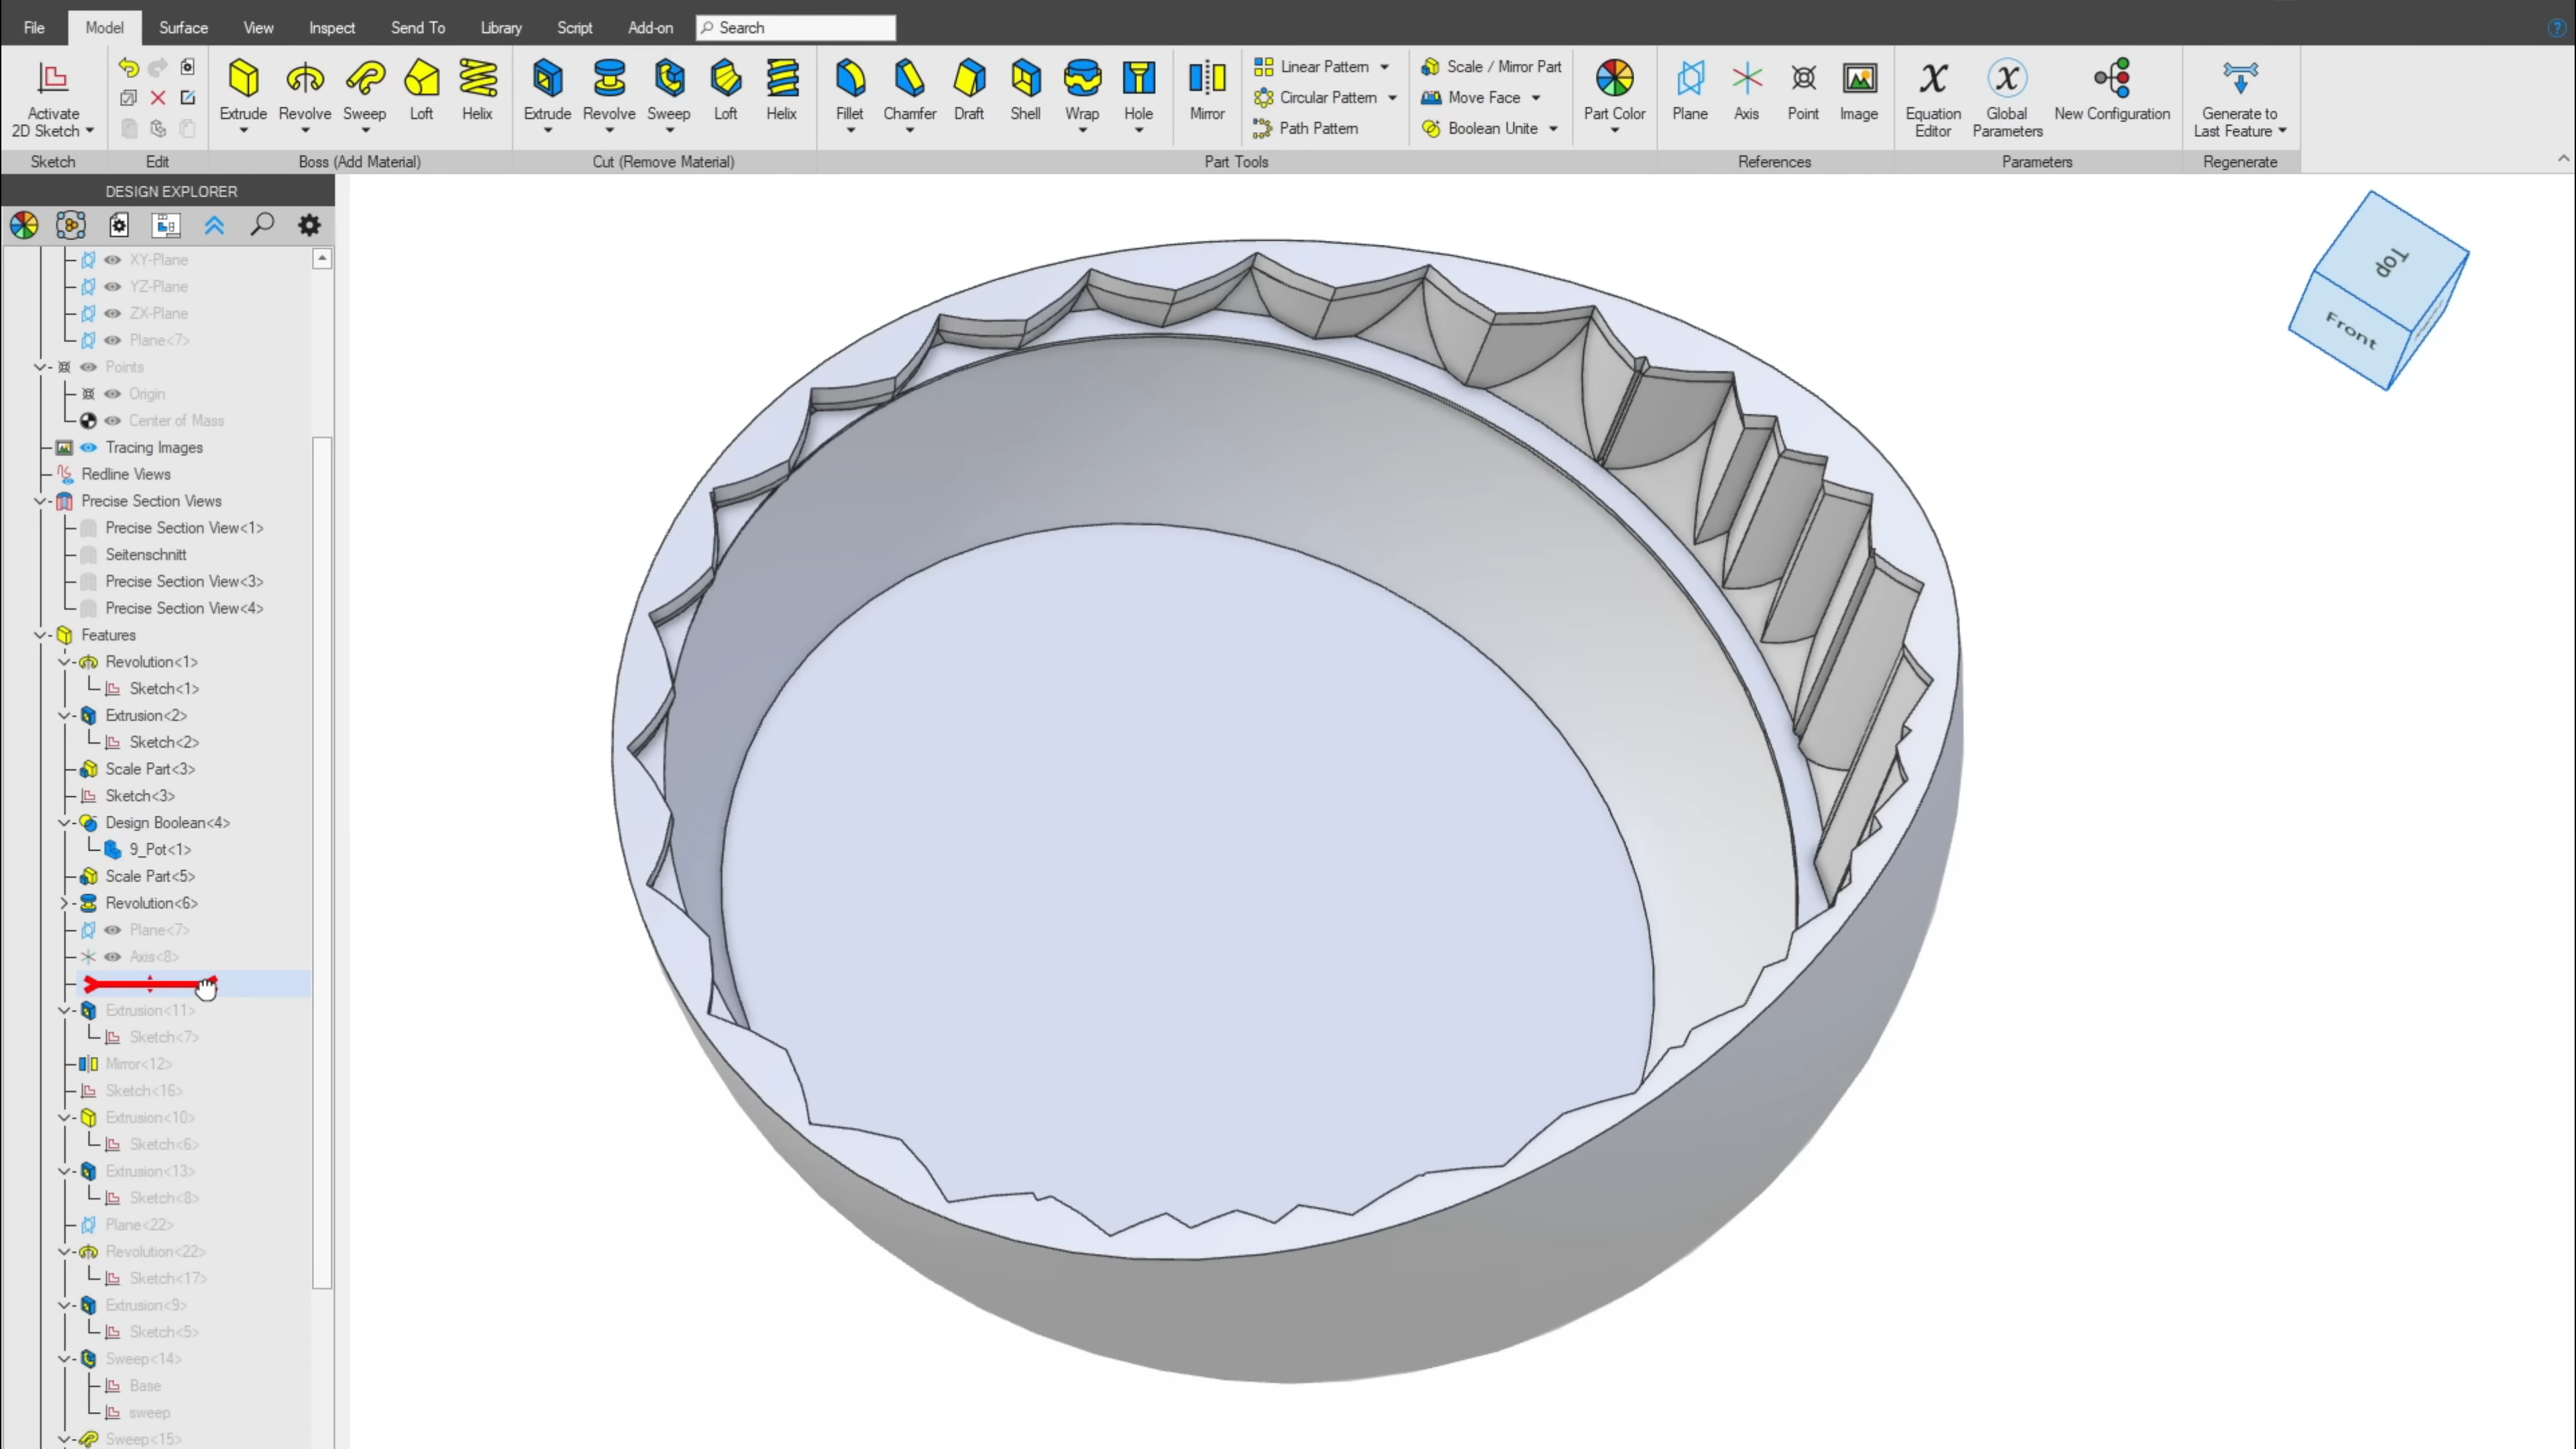 File Model Surface View Inspect Send To Library Script Add-on Search
Activate
2D Sketch
Extrude Revolve Sweep Loft Helix
Extrude Revolve Sweep Loft Helix
Fillet Chamfer Draft Shell Wrap Hole
Mirror
Linear Pattern
Circular Pattern
Path Pattern
Scale / Mirror Part
Move Face
Boolean Unite
Part Color
Plane Axis Point Image
Equation
Editor
Global
Parameters
New Configuration
Generate to
Last Feature
Sketch Edit Boss (Add Material) Cut (Remove Material) Part Tools References Parameters Regenerate
DESIGN EXPLORER
XY-Plane
YZ-Plane
ZX-Plane
Plane<7>
Points
Origin
Center of Mass
Tracing Images
Redline Views
Precise Section Views
Precise Section View<1>
Seitenschnitt
Precise Section View<3>
Precise Section View<4>
Features
Revolution<1>
Sketch<1>
Extrusion<2>
Sketch<2>
Scale Part<3>
Sketch<3>
Design Boolean<4>
9_Pot<1>
Scale Part<5>
Revolution<6>
Plane<7>
Axis<8>
Extrusion<11>
Sketch<7>
Mirror<12>
Sketch<16>
Extrusion<10>
Sketch<6>
Extrusion<13>
Sketch<8>
Plane<22>
Revolution<22>
Sketch<17>
Extrusion<9>
Sketch<5>
Sweep<14>
Base
sweep
Sweep<15>
Top
Front